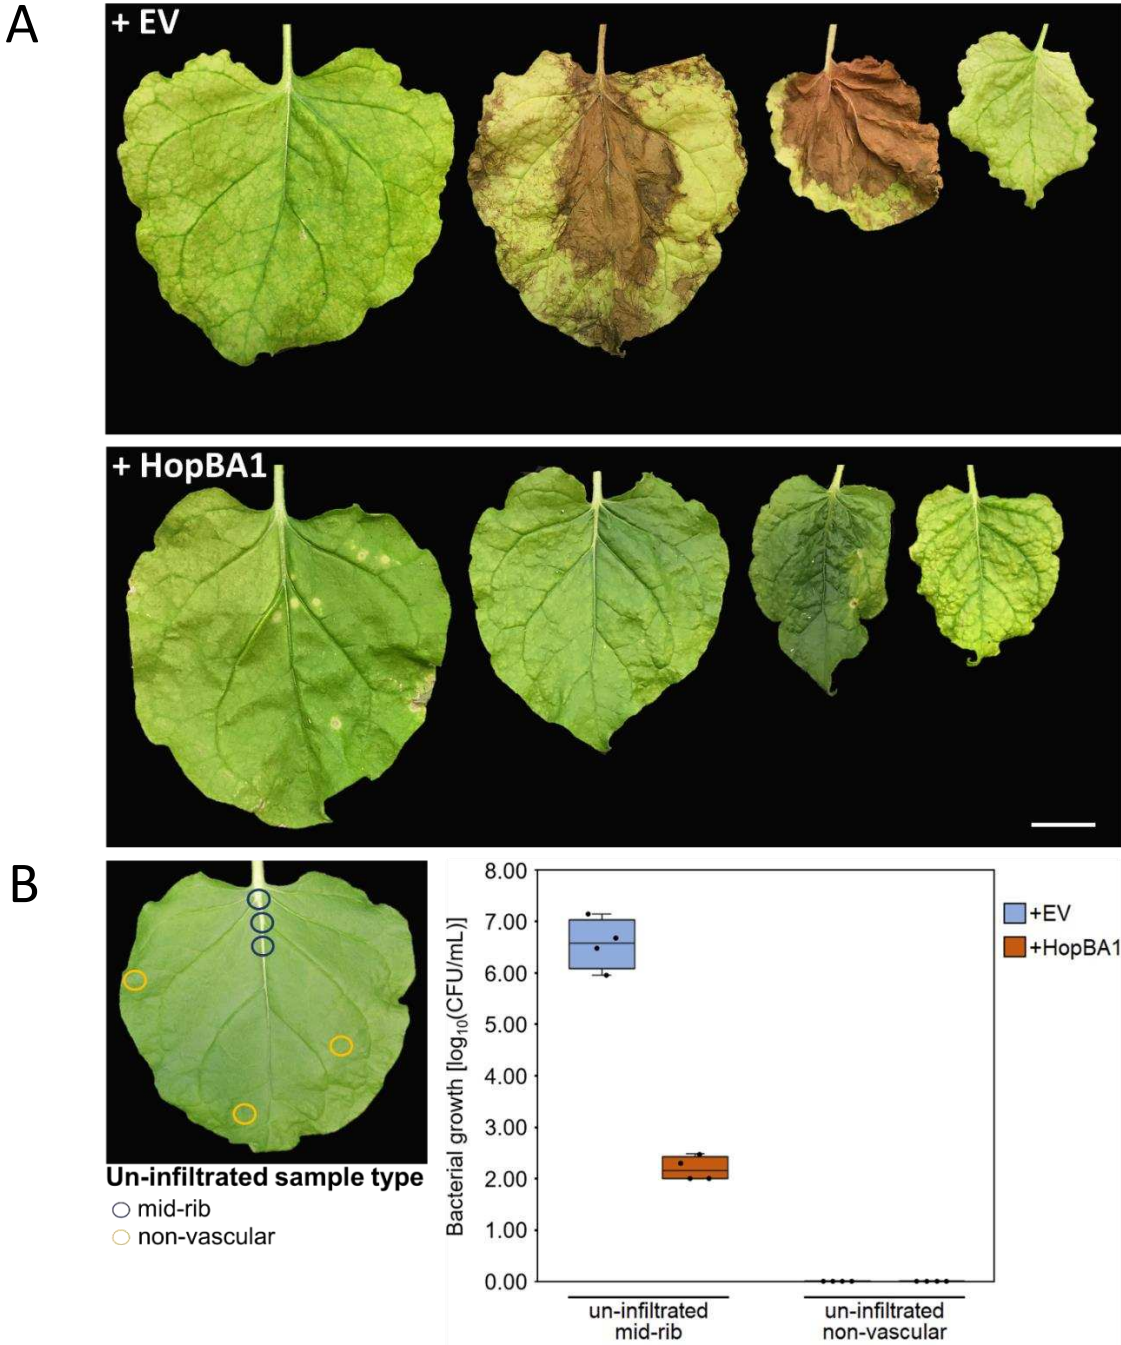 A
+ EV
+ HopBA1
B
Un-infiltrated sample type
mid-rib
non-vascular
Bacterial growth [log10(CFU/mL)]
8.00
7.00
6.00
5.00
4.00
3.00
2.00
1.00
0.00
un-infiltrated
mid-rib
un-infiltrated
non-vascular
+EV
+HopBA1